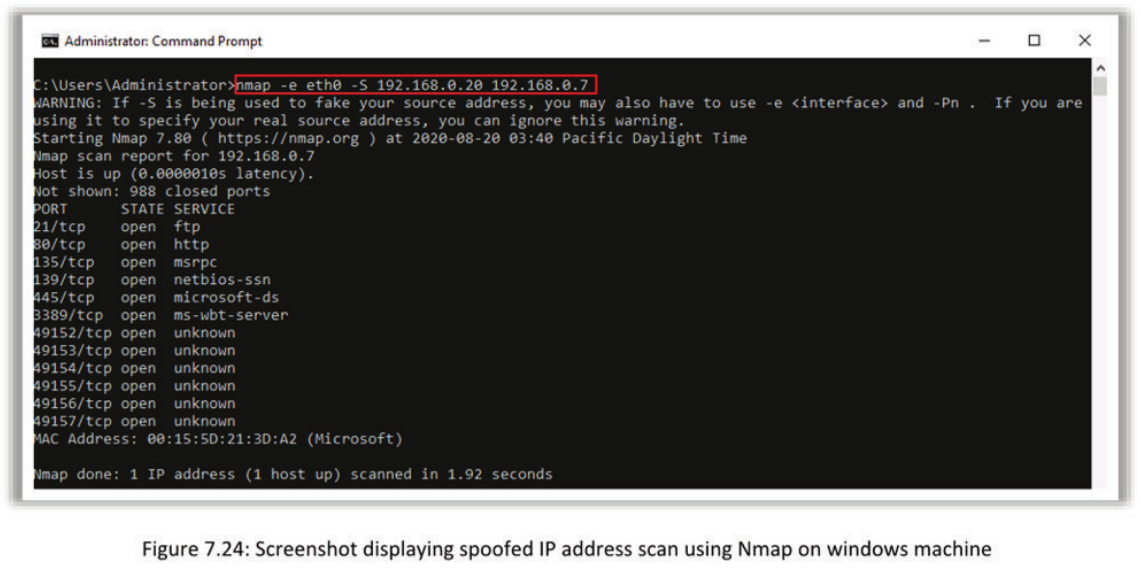 Administrator: Command Prompt
C:\Users\Administrator>nmap -e eth0 -S 192.168.0.20 192.168.0.7
WARNING: If -S is being used to fake your source address, you may also have to use -e <interface> and -Pn .  If you are
using it to specify your real source address, you can ignore this warning.
Starting Nmap 7.80 ( https://nmap.org ) at 2020-08-20 03:40 Pacific Daylight Time
Nmap scan report for 192.168.0.7
Host is up (0.0000010s latency).
Not shown: 988 closed ports
PORT      STATE SERVICE
21/tcp    open  ftp
80/tcp    open  http
135/tcp   open  msrpc
139/tcp   open  netbios-ssn
445/tcp   open  microsoft-ds
3389/tcp  open  ms-wbt-server
49152/tcp open  unknown
49153/tcp open  unknown
49154/tcp open  unknown
49155/tcp open  unknown
49156/tcp open  unknown
49157/tcp open  unknown
MAC Address: 00:15:5D:21:3D:A2 (Microsoft)
Nmap done: 1 IP address (1 host up) scanned in 1.92 seconds
Figure 7.24: Screenshot displaying spoofed IP address scan using Nmap on windows machine